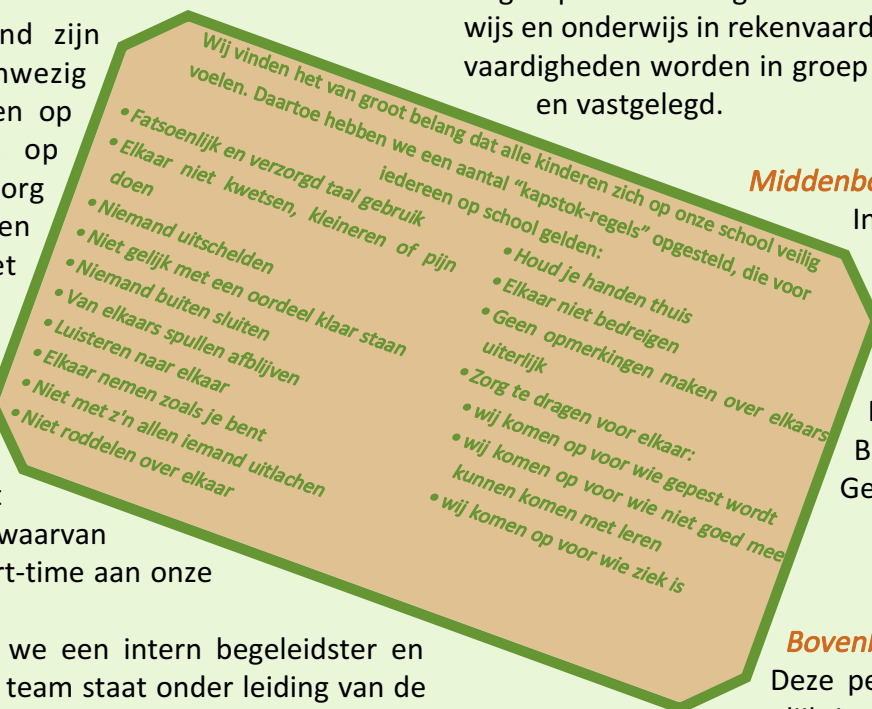 nd zijn
nwezig
en op
op
org
en
et
waarvan
rt-time aan onze
we een intern begeleidster en
team staat onder leiding van de
Wij vinden het van groot belang dat alle kinderen zich op onze school veilig
voelen. Daartoe hebben we een aantal “kapstok-regels” opgesteld, die voor
iedereen op school gelden:
• Fatsoenlijk en verzorgd taal gebruik
• Elkaar niet kwetsen, kleineren of pijn
doen
• Niemand uitschelden
• Niet gelijk met een oordeel klaar staan
• Niemand buiten sluiten
• Van elkaars spullen afblijven
• Luisteren naar elkaar
• Elkaar nemen zoals je bent
• Niet met z'n allen iemand uitlachen
• Niet roddelen over elkaar
• Houd je handen thuis
• Elkaar niet bedreigen
• Geen opmerkingen maken over elkaars
uiterlijk
• Zorg te dragen voor elkaar:
• wij komen op voor wie gepest wordt
• wij komen op voor wie niet goed mee
kunnen komen met leren
• wij komen op voor wie ziek is
wijs en onderwijs in rekenvaard
vaardigheden worden in groep
en vastgelegd.
Middenbo
In
B
Ge
Bovenb
Deze pe